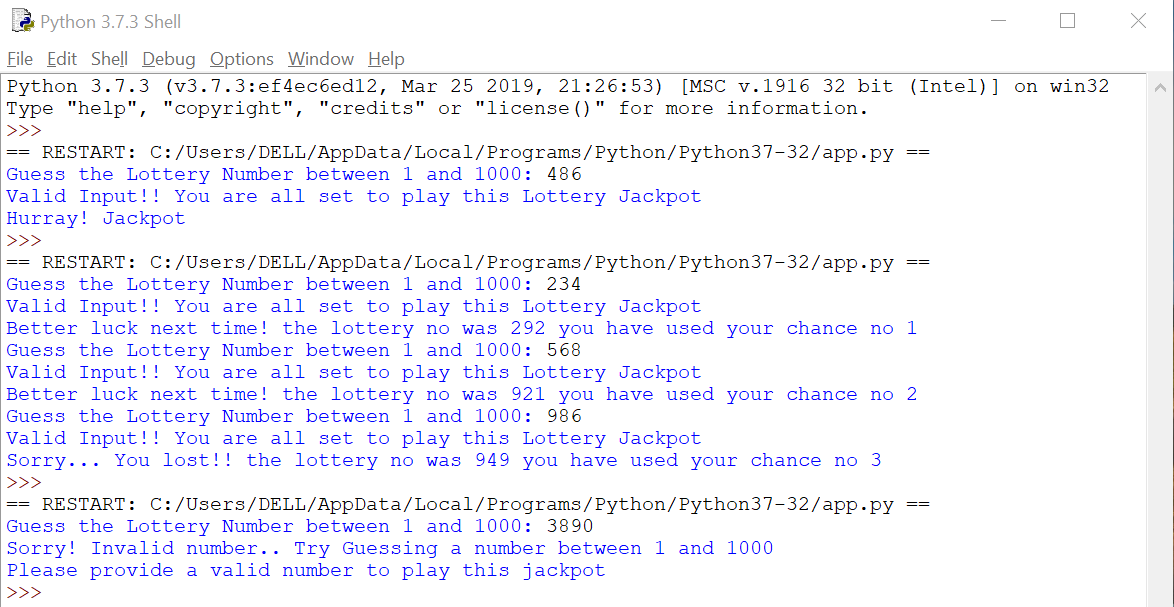 Python 3.7.3 Shell
File Edit Shell Debug Options Window Help
Python 3.7.3 (v3.7.3:ef4ec6ed12, Mar 25 2019, 21:26:53) [MSC v.1916 32 bit (Intel)] on win32
Type "help", "copyright", "credits" or "license()" for more information.
>>>
== RESTART: C:/Users/DELL/AppData/Local/Programs/Python/Python37-32/app.py ==
Guess the Lottery Number between 1 and 1000: 486
Valid Input!! You are all set to play this Lottery Jackpot
Hurray! Jackpot
>>>
== RESTART: C:/Users/DELL/AppData/Local/Programs/Python/Python37-32/app.py ==
Guess the Lottery Number between 1 and 1000: 234
Valid Input!! You are all set to play this Lottery Jackpot
Better luck next time! the lottery no was 292 you have used your chance no 1
Guess the Lottery Number between 1 and 1000: 568
Valid Input!! You are all set to play this Lottery Jackpot
Better luck next time! the lottery no was 921 you have used your chance no 2
Guess the Lottery Number between 1 and 1000: 986
Valid Input!! You are all set to play this Lottery Jackpot
Sorry... You lost!! the lottery no was 949 you have used your chance no 3
>>>
== RESTART: C:/Users/DELL/AppData/Local/Programs/Python/Python37-32/app.py ==
Guess the Lottery Number between 1 and 1000: 3890
Sorry! Invalid number.. Try Guessing a number between 1 and 1000
Please provide a valid number to play this jackpot
>>>